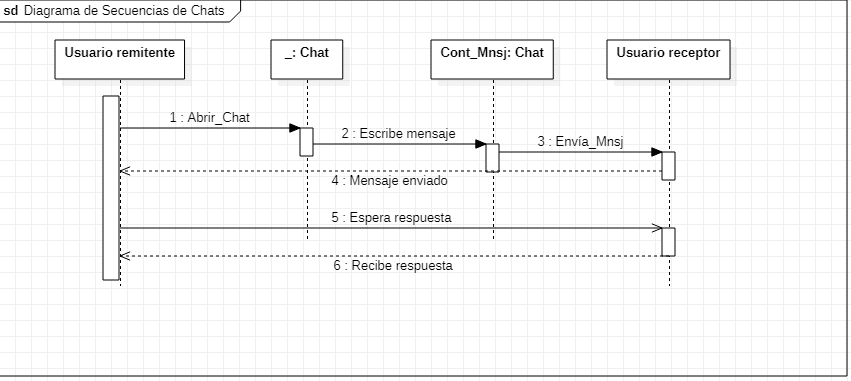 sd Diagrama de Secuencias de Chats
Usuario remitente
_: Chat
Cont_Mnsj: Chat
Usuario receptor
1 : Abrir_Chat
2 : Escribe mensaje
3 : Envía_Mnsj
4 : Mensaje enviado
5 : Espera respuesta
6 : Recibe respuesta